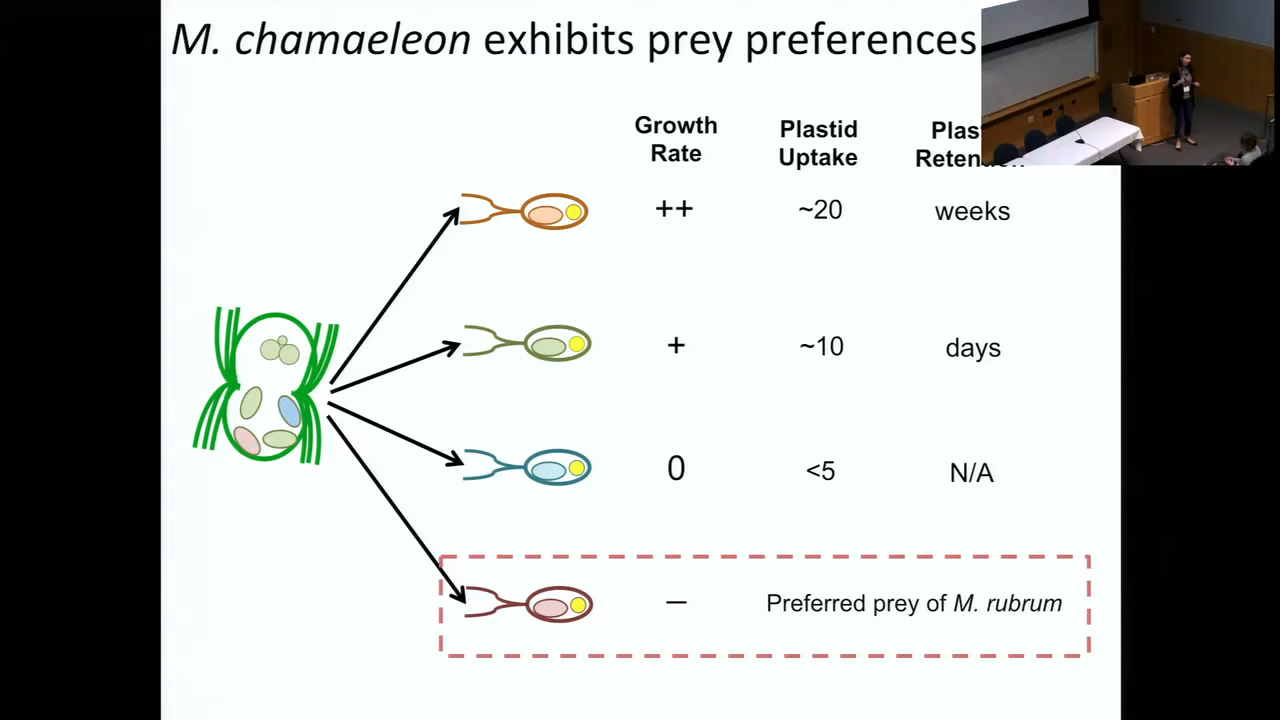 M. chamaeleon exhibits prey preferences
Growth
Rate
Plastid
Uptake
++
~20
weeks
+
~10
days
0
<5
N/A
–
Preferred prey of M. rubrum